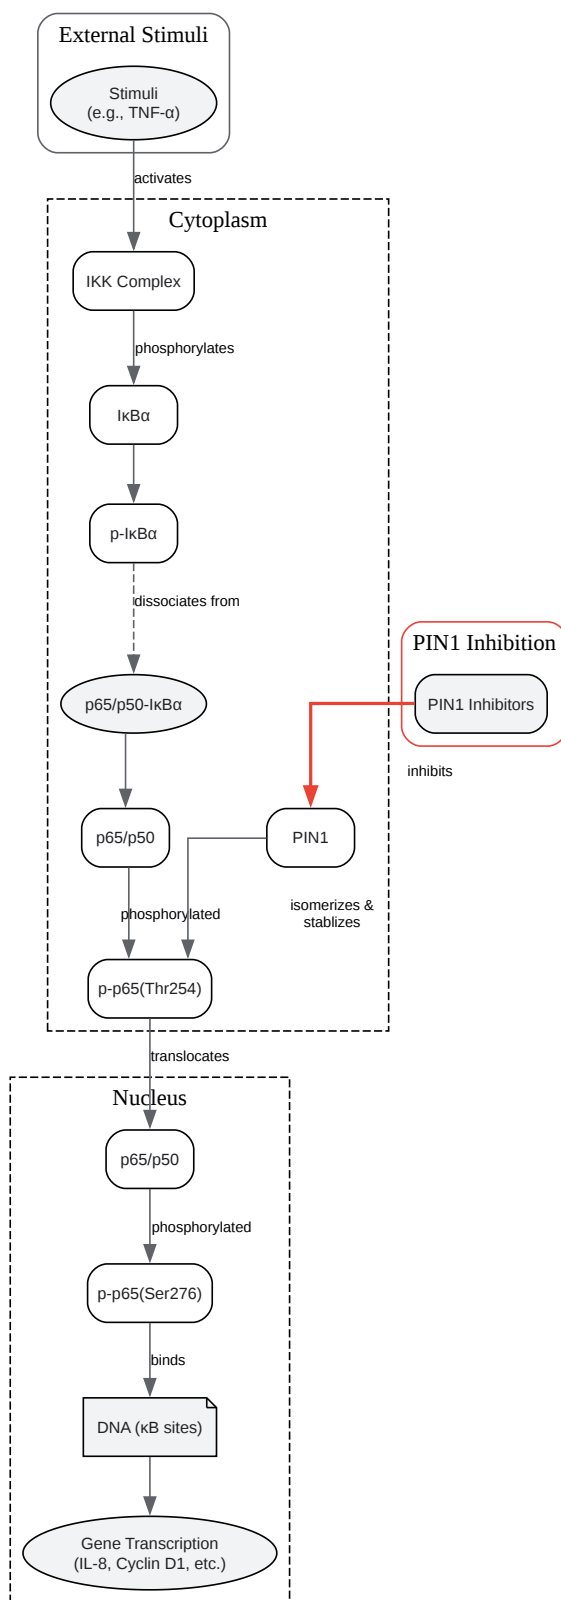 External Stimuli
Stimuli
(e.g., TNF-α)
activates
Cytoplasm
IKK Complex
phosphorylates
IκBα
p-IκBα
dissociates from
PIN1 Inhibition
p65/p50-IκBα
PIN1 Inhibitors
inhibits
p65/p50
PIN1
phosphorylated
isomerizes &
stablizes
p-p65(Thr254)
translocates
Nucleus
p65/p50
phosphorylated
p-p65(Ser276)
binds
DNA (κB sites)
Gene Transcription
(IL-8, Cyclin D1, etc.)